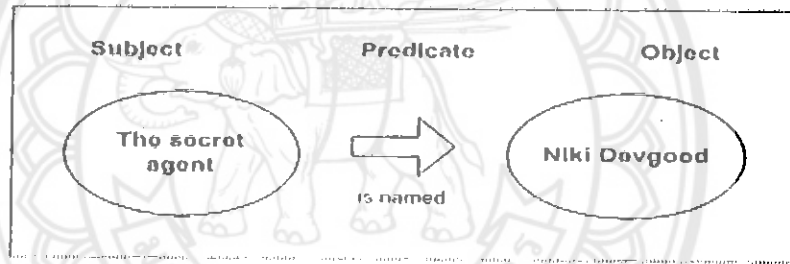 Subject Predicate Object
The secret
agent
Niki Devgood
is named